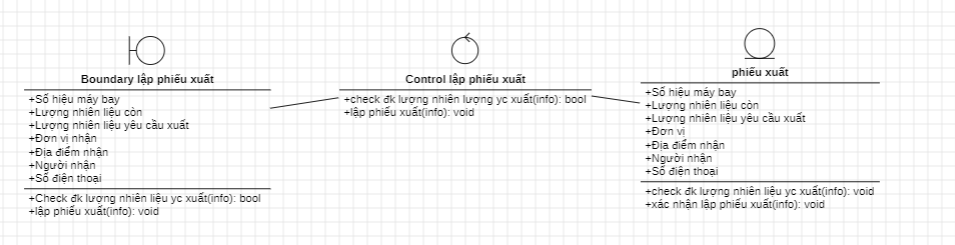 Boundary lập phiếu xuất
+Số hiệu máy bay
+Lượng nhiên liệu còn
+Lượng nhiên liệu yêu cầu xuất
+Đơn vị nhận
+Địa điểm nhận
+Người nhận
+Số điện thoại
+Check đk lượng nhiên liệu yc xuất(info): bool
+lập phiếu xuất(info): void
Control lập phiếu xuất
+check đk lượng nhiên lượng yc xuất(info): bool
+lập phiếu xuất(info): void
phiếu xuất
+Số hiệu máy bay
+Lượng nhiên liệu còn
+Lượng nhiên liệu yêu cầu xuất
+Đơn vị
+Địa điểm nhận
+Người nhận
+Số điện thoại
+check đk lượng nhiên liệu yc xuất(info): void
+xác nhận lập phiếu xuất(info): void